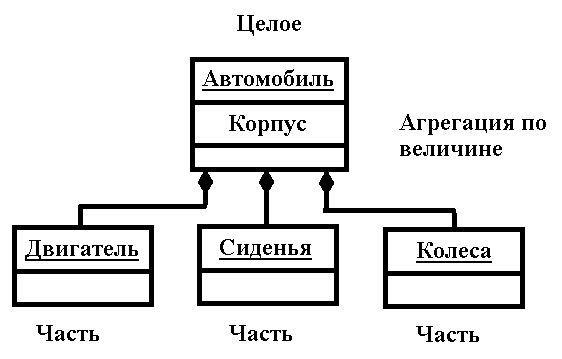 Целое
Автомобиль
Корпус
Агрегация по
величине
Двигатель
Сиденья
Колеса
Часть
Часть
Часть